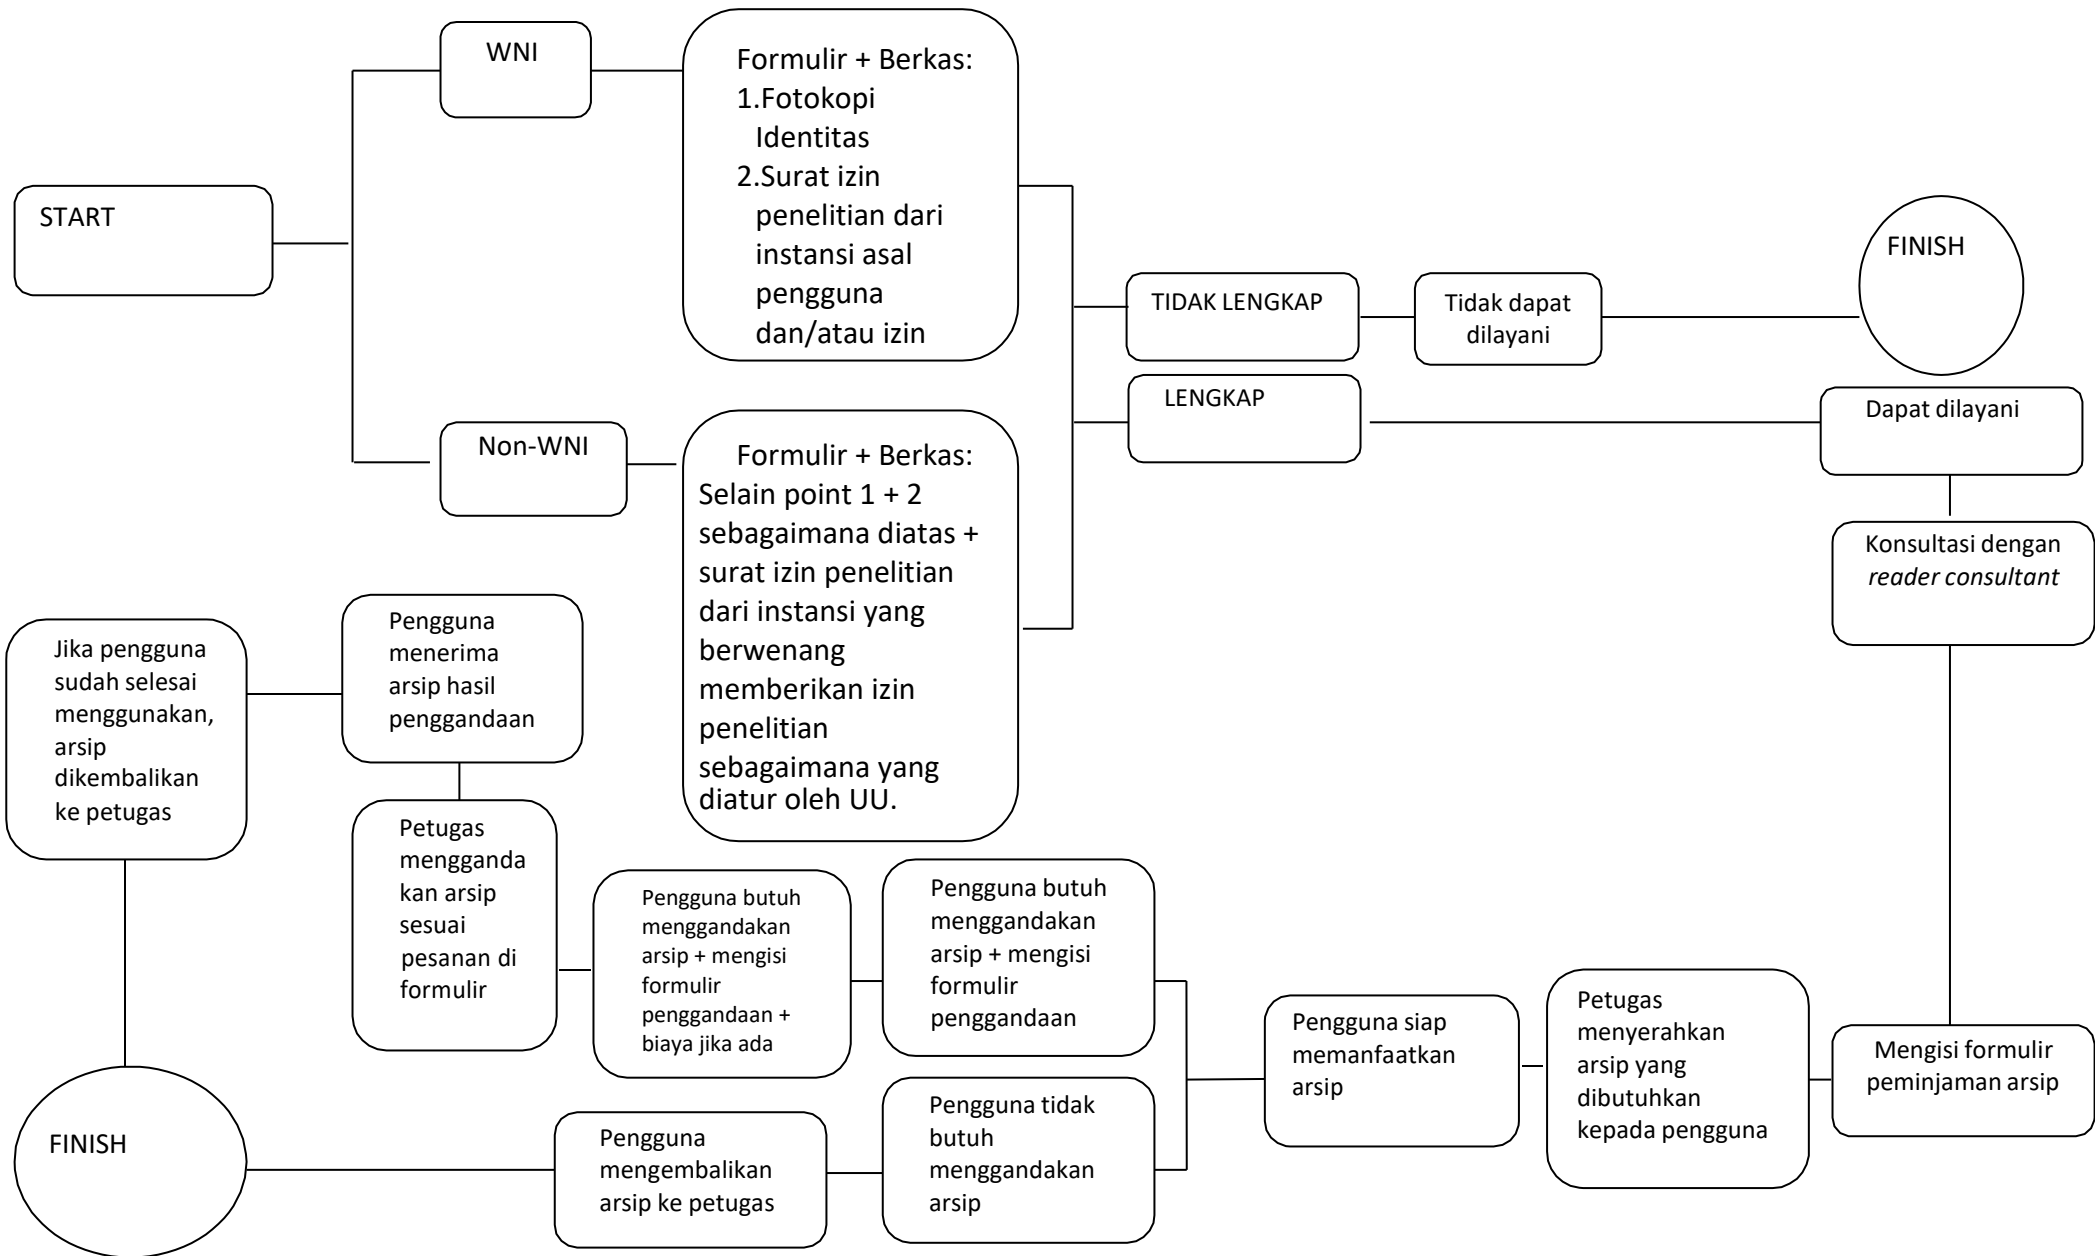 START
WNI
Formulir + Berkas:
1.Fotokopi
Identitas
2.Surat izin
penelitian dari
instansi asal
pengguna
dan/atau izin
Non-WNI
Formulir + Berkas:
Selain point 1 + 2
sebagaimana diatas +
surat izin penelitian
dari instansi yang
berwenang
memberikan izin
penelitian
sebagaimana yang
diatur oleh UU.
TIDAK LENGKAP
Tidak dapat
dilayani
FINISH
LENGKAP
Dapat dilayani
Konsultasi dengan
reader consultant
Mengisi formulir
peminjaman arsip
Petugas
menyerahkan
arsip yang
dibutuhkan
kepada pengguna
Pengguna siap
memanfaatkan
arsip
Pengguna butuh
menggandakan
arsip + mengisi
formulir
penggandaan
Pengguna butuh
menggandakan
arsip + mengisi
formulir
penggandaan +
biaya jika ada
Petugas
mengganda
kan arsip
sesuai
pesanan di
formulir
Pengguna
menerima
arsip hasil
penggandaan
Jika pengguna
sudah selesai
menggunakan,
arsip
dikembalikan
ke petugas
Pengguna tidak
butuh
menggandakan
arsip
Pengguna
mengembalikan
arsip ke petugas
FINISH